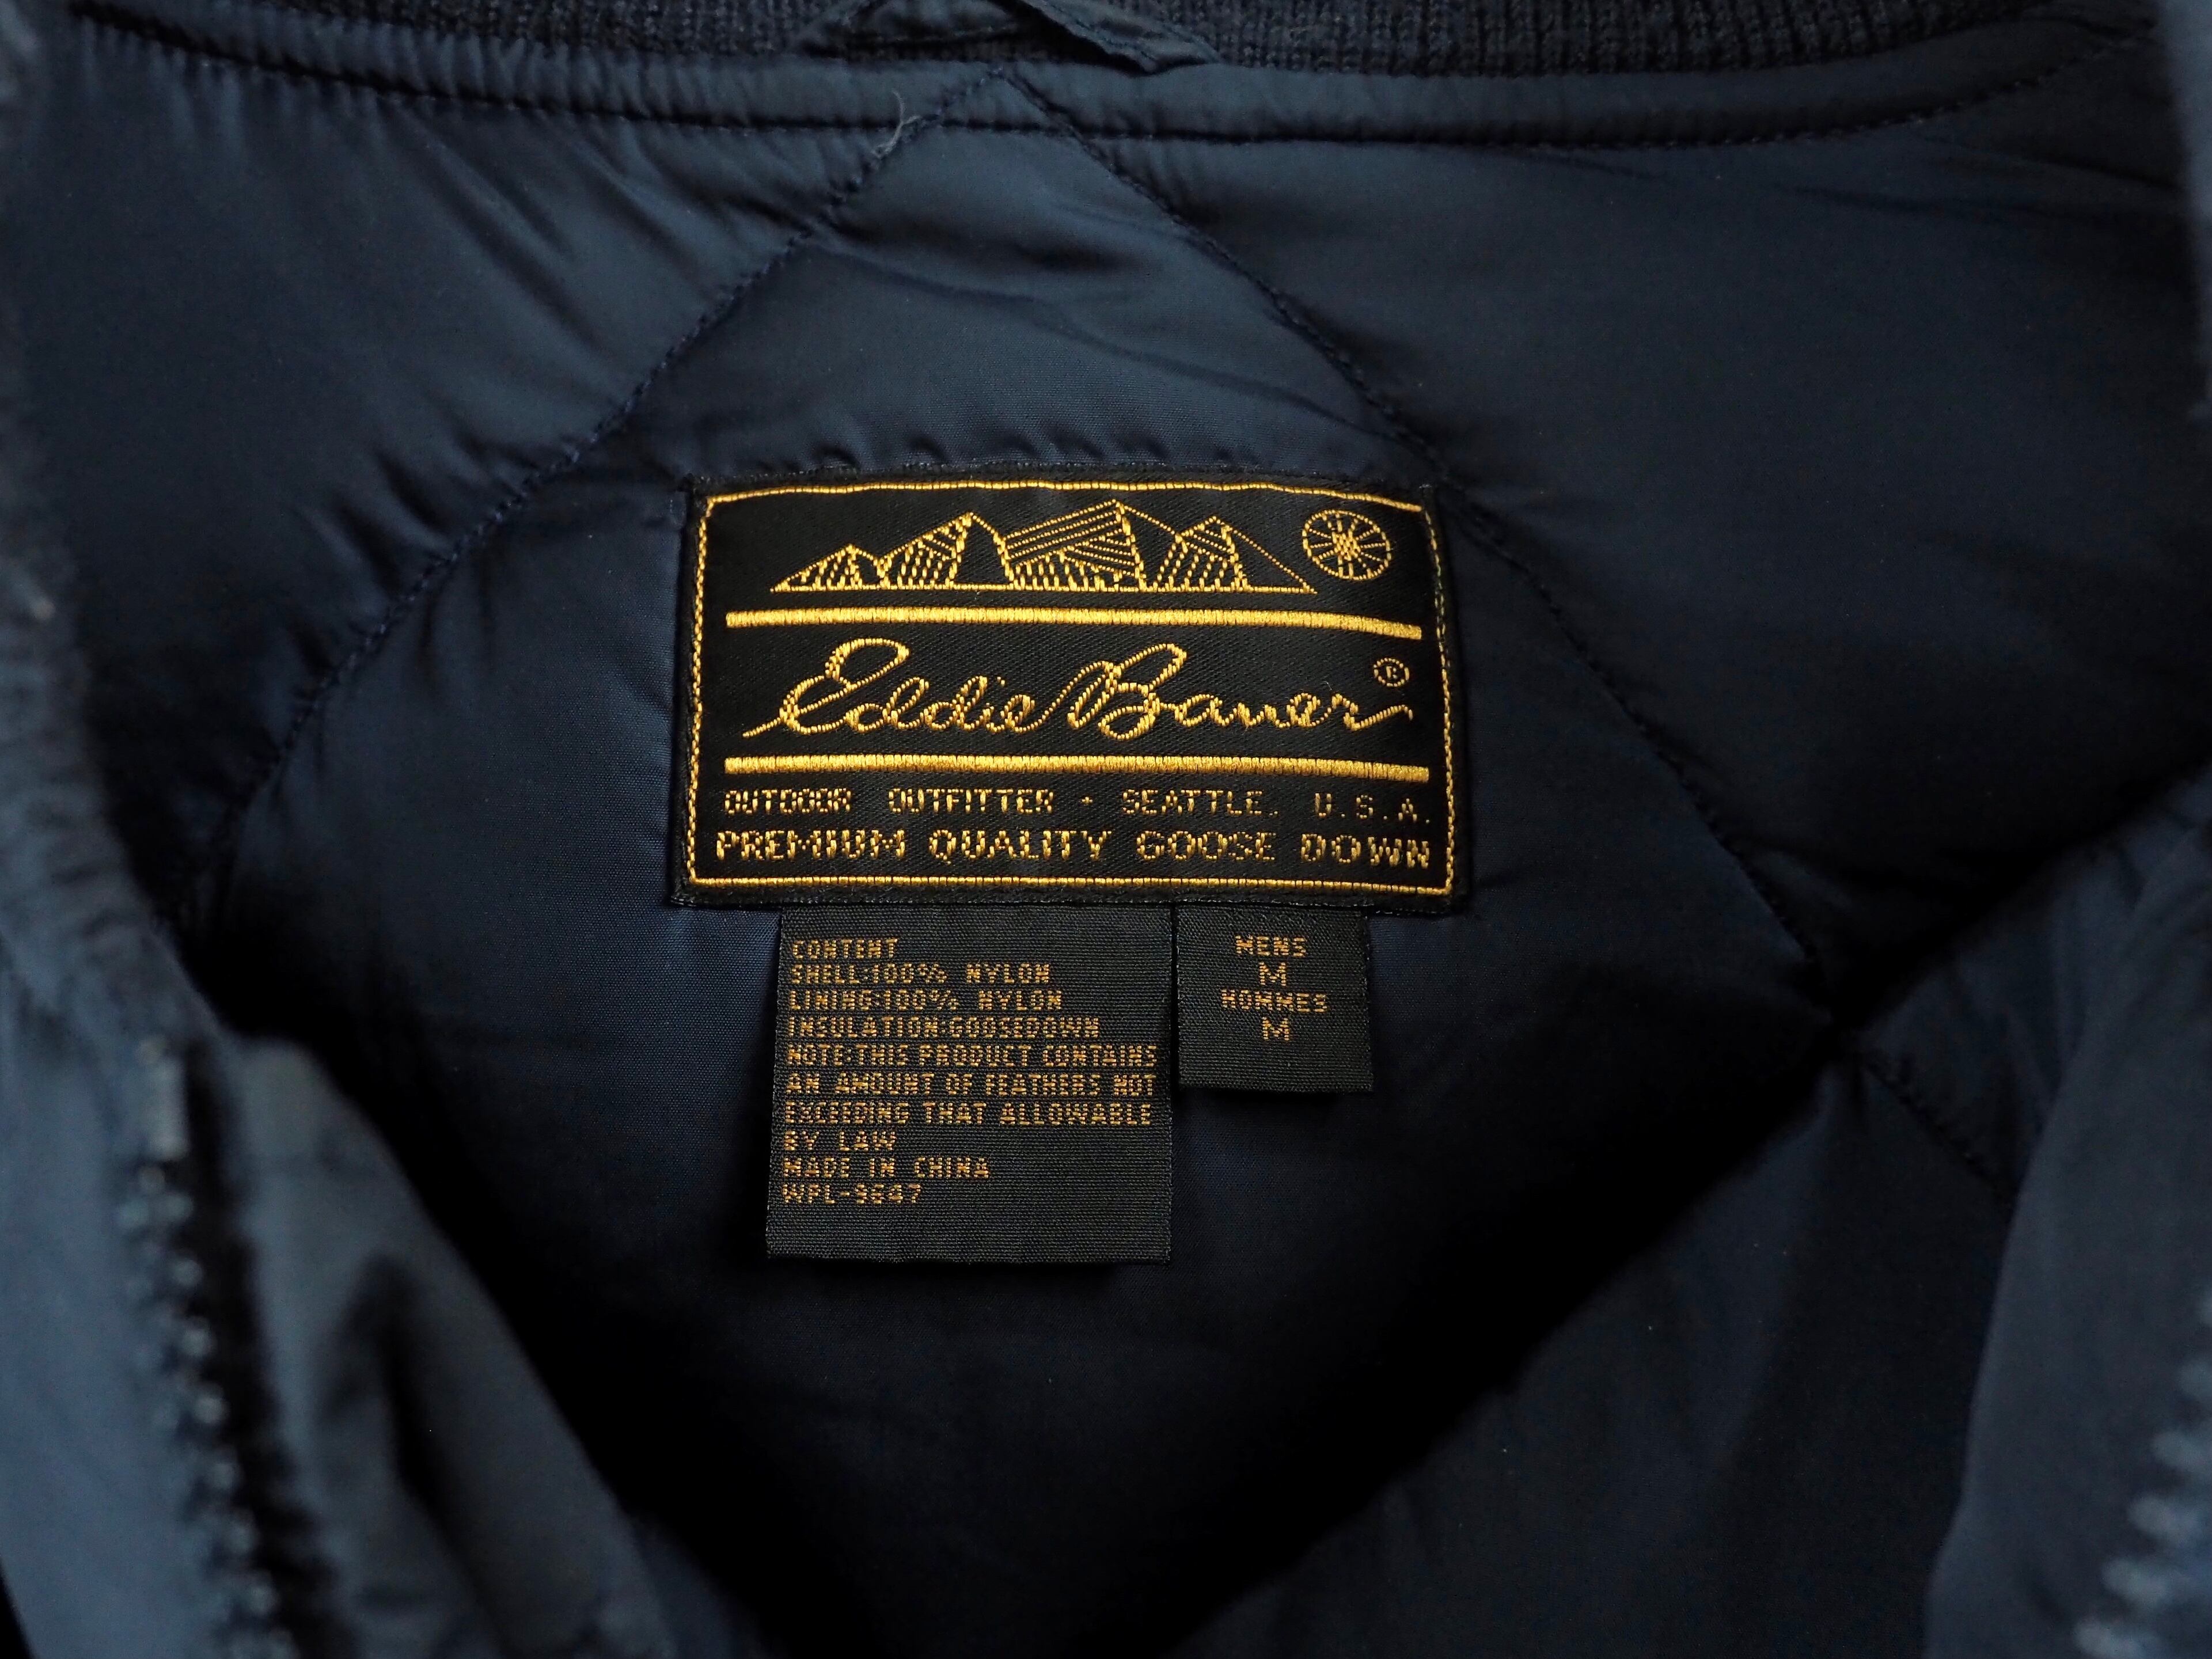 Eddie Bauer®
OUTDOOR OUTFITTER - SEATTLE, U.S.A.
PREMIUM QUALITY GOOSE DOWN
CONTENT
SHELL:100% NYLON
LINING:100% NYLON
INSULATION:GOOSEDOWN
NOTE:THIS PRODUCT CONTAINS
AN AMOUNT OF FEATHERS NOT
EXCEEDING THAT ALLOWABLE
BY LAW
MADE IN CHINA
MENS
M
HOMMES
M